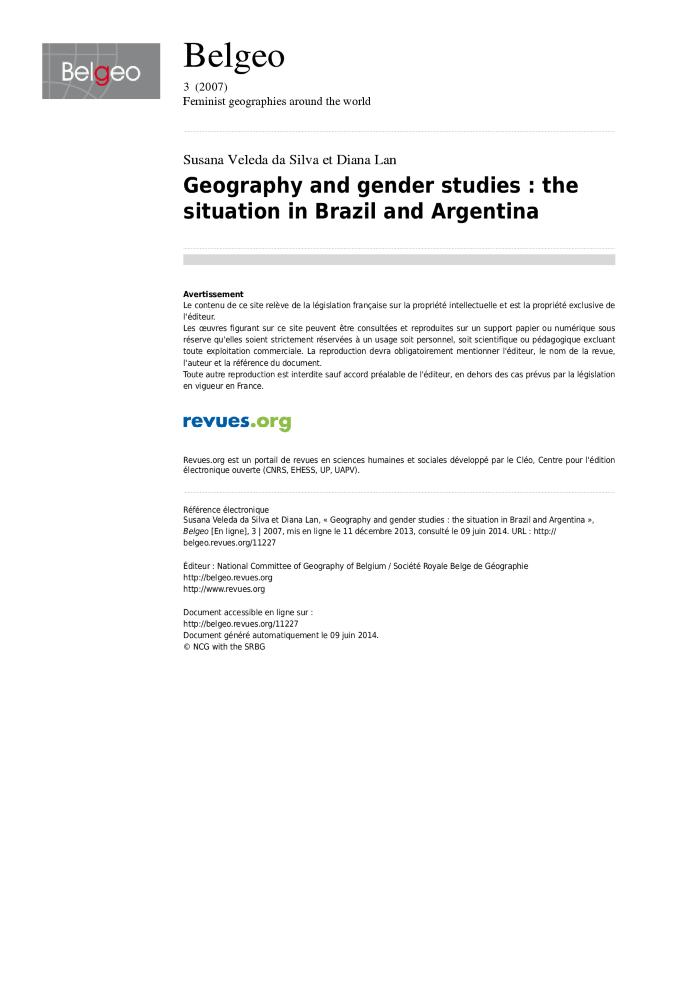 Belgeo
Belgeo
3 (2007)
Feminist geographies around the world
Susana Veleda da Silva et Diana Lan
Geography and gender studies : the
situation in Brazil and Argentina
Avertissement
Le contenu de ce site relève de la législation française sur la propriété intellectuelle et est la propriété exclusive de
l'éditeur.
Les œuvres figurant sur ce site peuvent être consultées et reproduites sur un support papier ou numérique sous
réserve qu'elles soient strictement réservées à un usage soit personnel, soit scientifique ou pédagogique excluant
toute exploitation commerciale. La reproduction devra obligatoirement mentionner l'éditeur, le nom de la revue,
l'auteur et la référence du document.
Toute autre reproduction est interdite sauf accord préalable de l'éditeur, en dehors des cas prévus par la législation
en vigueur en France.
revues.org
Revues.org est un portail de revues en sciences humaines et sociales développé par le Cléo, Centre pour l'édition
électronique ouverte (CNRS, EHESS, UP, UAPV).
Référence électronique
Susana Veleda da Silva et Diana Lan, « Geography and gender studies : the situation in Brazil and Argentina »,
Belgeo [En ligne], 3 | 2007, mis en ligne le 11 décembre 2013, consulté le 09 juin 2014. URL : http://
belgeo.revues.org/11227
Éditeur : National Committee of Geography of Belgium / Société Royale Belge de Géographie
http://belgeo.revues.org
http://www.revues.org
Document accessible en ligne sur :
http://belgeo.revues.org/11227
Document généré automatiquement le 09 juin 2014.
© NCG with the SRBG